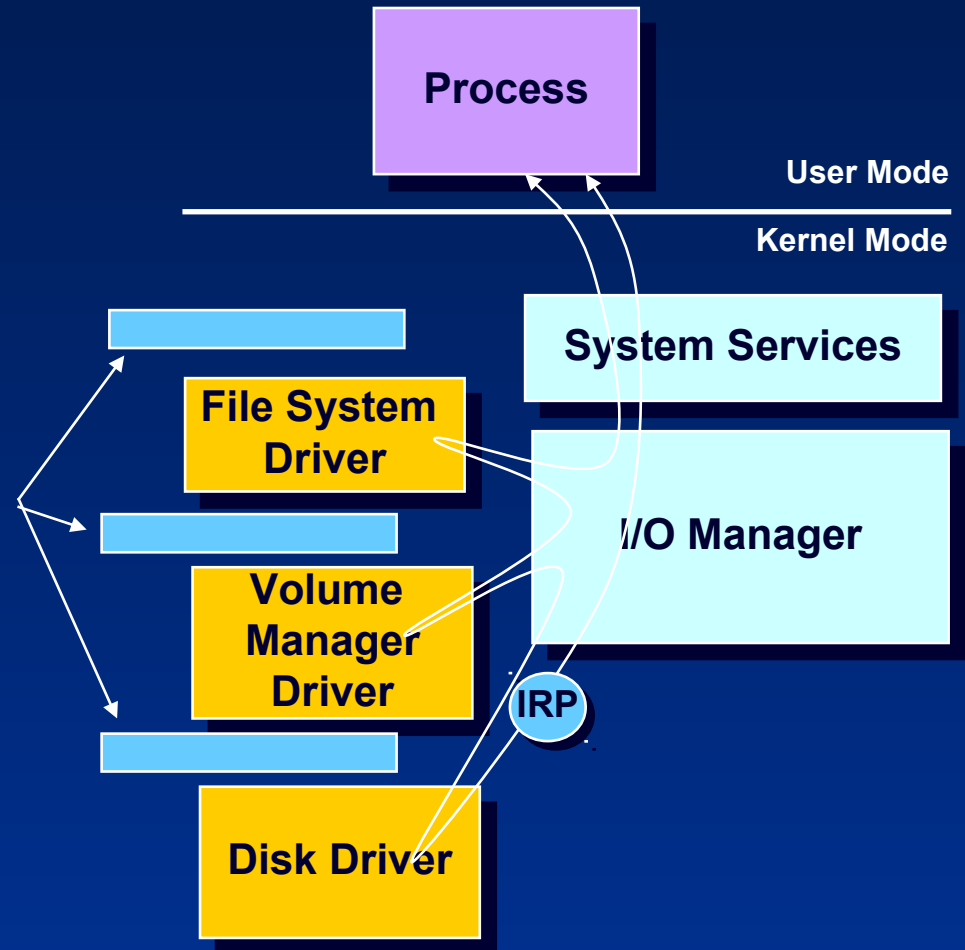 Process
User Mode
Kernel Mode
System Services
File System
Driver
I/O Manager
Volume
Manager
Driver
IRP
Disk Driver